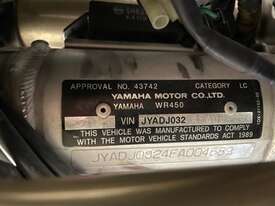 APPROVAL NO. 43742 CATEGORY LC
YAMAHA MOTOR CO.,LTD.
YAMAHA WR450
VIN JYADJ032
THIS VEHICLE WAS MANUFACTURED TO COMPLY
WITH THE MOTOR VEHICLE STANDARDS ACT 1989